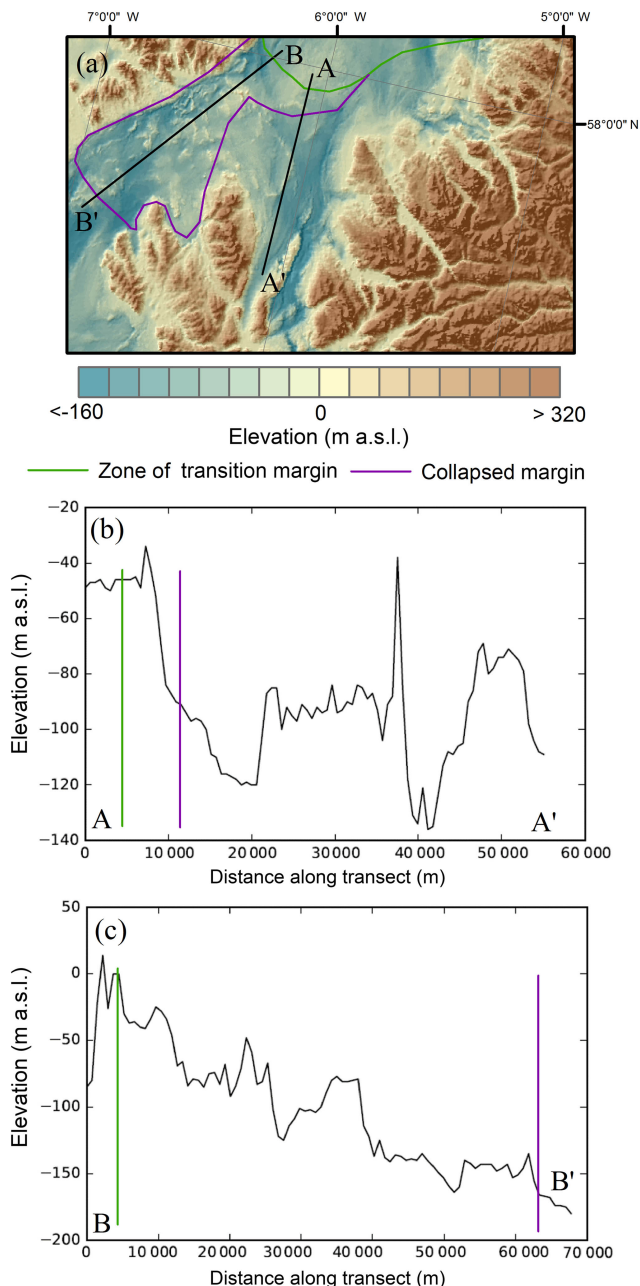 7°0'0" 6°0'0" 5°0'0"
(a) B A
58°0'0" N
B'
A'
<-160 0 > 320
Elevation (m a.s.l.)
Zone of transition margin Collapsed margin
(b)
−20
−40
−60
−80
−100
−120
−140
Elevation (m a.s.l.)
A A'
0 10 000 20 000 30 000 40 000 50 000 60 000
Distance along transect (m)
(c)
50
0
−50
−100
−150
−200
Elevation (m a.s.l.)
B B'
0 10 000 20 000 30 000 40 000 50 000 60 000 70 000
Distance along transect (m)